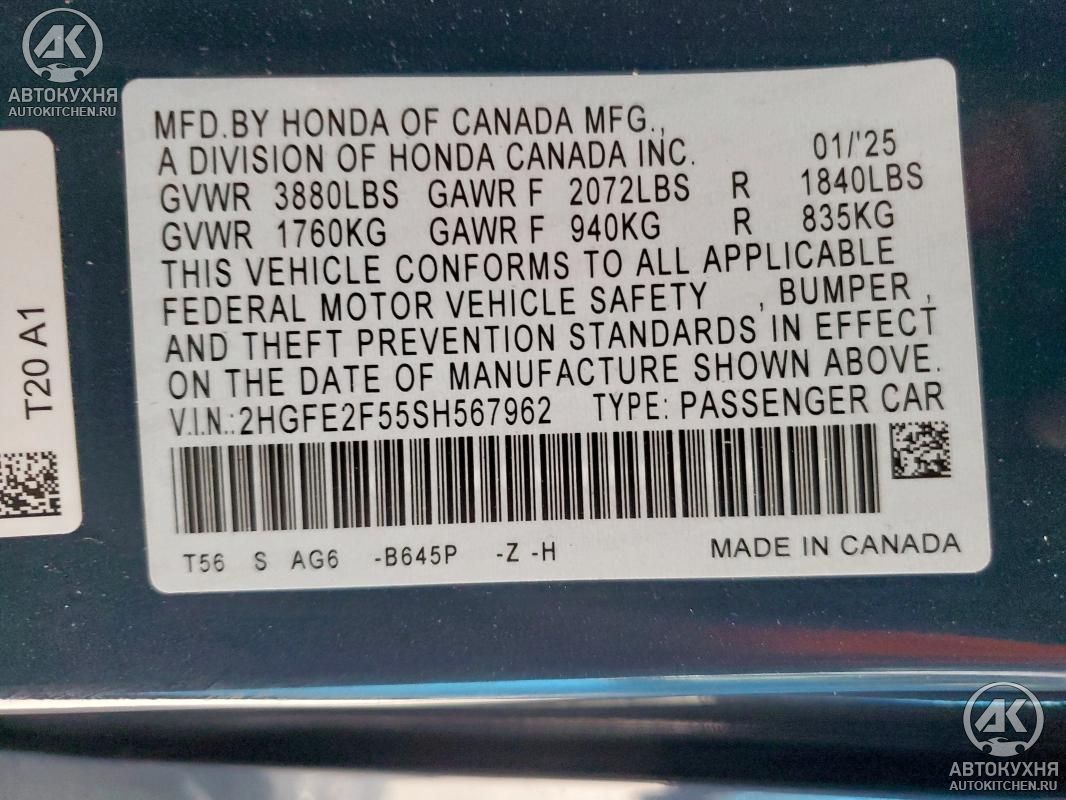 AK
АВТОКУХНЯ
AUTOKITCHEN.RU
T20 A1
MFD.BY HONDA OF CANADA MFG.,
A DIVISION OF HONDA CANADA INC. 01/'25
GVWR 3880LBS GAWR F 2072LBS R 1840LBS
GVWR 1760KG GAWR F 940KG R 835KG
THIS VEHICLE CONFORMS TO ALL APPLICABLE
FEDERAL MOTOR VEHICLE SAFETY , BUMPER ,
AND THEFT PREVENTION STANDARDS IN EFFECT
ON THE DATE OF MANUFACTURE SHOWN ABOVE.
V.I.N.:2HGFE2F55SH567962 TYPE: PASSENGER CAR
T56 S AG6 -B645P -Z -H MADE IN CANADA
AK
АВТОКУХНЯ
AUTOKITCHEN.RU